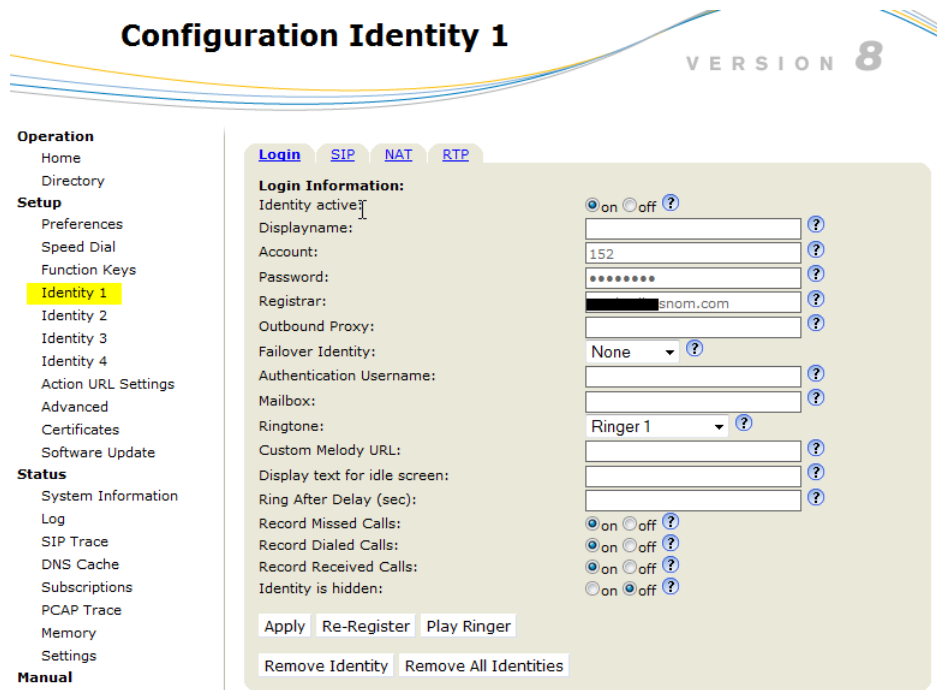 Configuration Identity 1
VERSION 8
Operation
Home
Directory
Setup
Preferences
Speed Dial
Function Keys
Identity 1
Identity 2
Identity 3
Identity 4
Action URL Settings
Advanced
Certificates
Software Update
Status
System Information
Log
SIP Trace
DNS Cache
Subscriptions
PCAP Trace
Memory
Settings
Manual
Login SIP NAT RTP
Login Information:
Identity active: on off ?
Displayname: ?
Account: 152 ?
Password: •••••••• ?
Registrar: snom.com ?
Outbound Proxy: ?
Failover Identity: None ?
Authentication Username: ?
Mailbox: ?
Ringtone: Ringer 1 ?
Custom Melody URL: ?
Display text for idle screen: ?
Ring After Delay (sec): ?
Record Missed Calls: on off ?
Record Dialed Calls: on off ?
Record Received Calls: on off ?
Identity is hidden: on off ?
Apply Re-Register Play Ringer
Remove Identity Remove All Identities